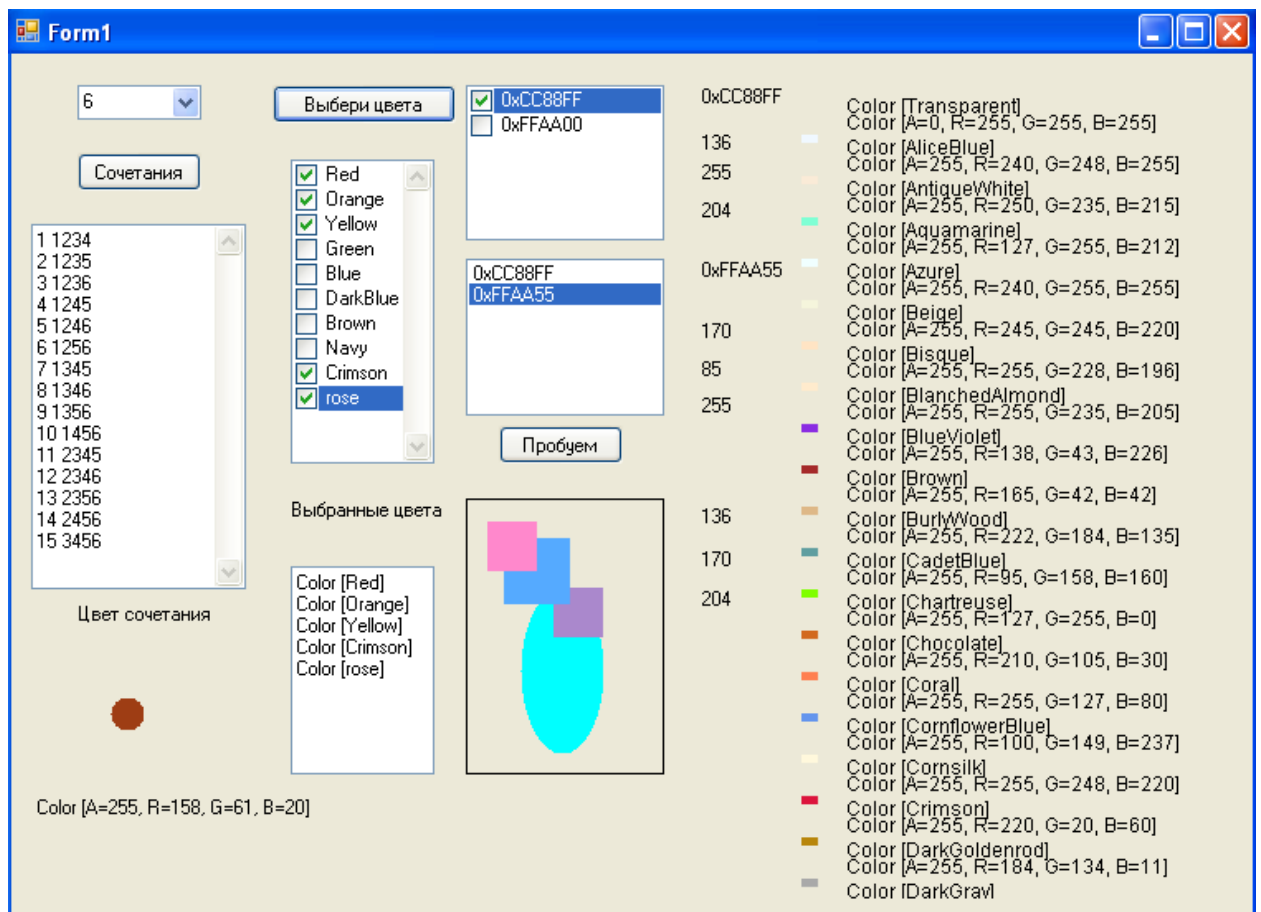 Form1
6
Сочетания
1 1234
2 1235
3 1236
4 1245
5 1246
6 1256
7 1345
8 1346
9 1356
10 1456
11 2345
12 2346
13 2356
14 2456
15 3456
Цвет сочетания
Color [A=255, R=158, G=61, B=20]
Выбери цвета
Red
Orange
Yellow
Green
Blue
DarkBlue
Brown
Navy
Crimson
rose
Выбранные цвета
Color [Red]
Color [Orange]
Color [Yellow]
Color [Crimson]
Color [rose]
0xCC88FF
0xFFAA00
0xCC88FF
0xFFAA55
Пробуем
0xCC88FF
136
255
204
0xFFAA55
170
85
255
136
170
204
Color [Transparent]
Color [A=0, R=255, G=255, B=255]
Color [AliceBlue]
Color [A=255, R=240, G=248, B=255]
Color [AntiqueWhite]
Color [A=255, R=250, G=235, B=215]
Color [Aquamarine]
Color [A=255, R=127, G=255, B=212]
Color [Azure]
Color [A=255, R=240, G=255, B=255]
Color [Beige]
Color [A=255, R=245, G=245, B=220]
Color [Bisque]
Color [A=255, R=255, G=228, B=196]
Color [BlanchedAlmond]
Color [A=255, R=255, G=235, B=205]
Color [BlueViolet]
Color [A=255, R=138, G=43, B=226]
Color [Brown]
Color [A=255, R=165, G=42, B=42]
Color [BurlyWood]
Color [A=255, R=222, G=184, B=135]
Color [CadetBlue]
Color [A=255, R=95, G=158, B=160]
Color [Chartreuse]
Color [A=255, R=127, G=255, B=0]
Color [Chocolate]
Color [A=255, R=210, G=105, B=30]
Color [Coral]
Color [A=255, R=255, G=127, B=80]
Color [CornflowerBlue]
Color [A=255, R=100, G=149, B=237]
Color [Cornsilk]
Color [A=255, R=255, G=248, B=220]
Color [Crimson]
Color [A=255, R=220, G=20, B=60]
Color [DarkGoldenrod]
Color [A=255, R=184, G=134, B=11]
Color [DarkGray]